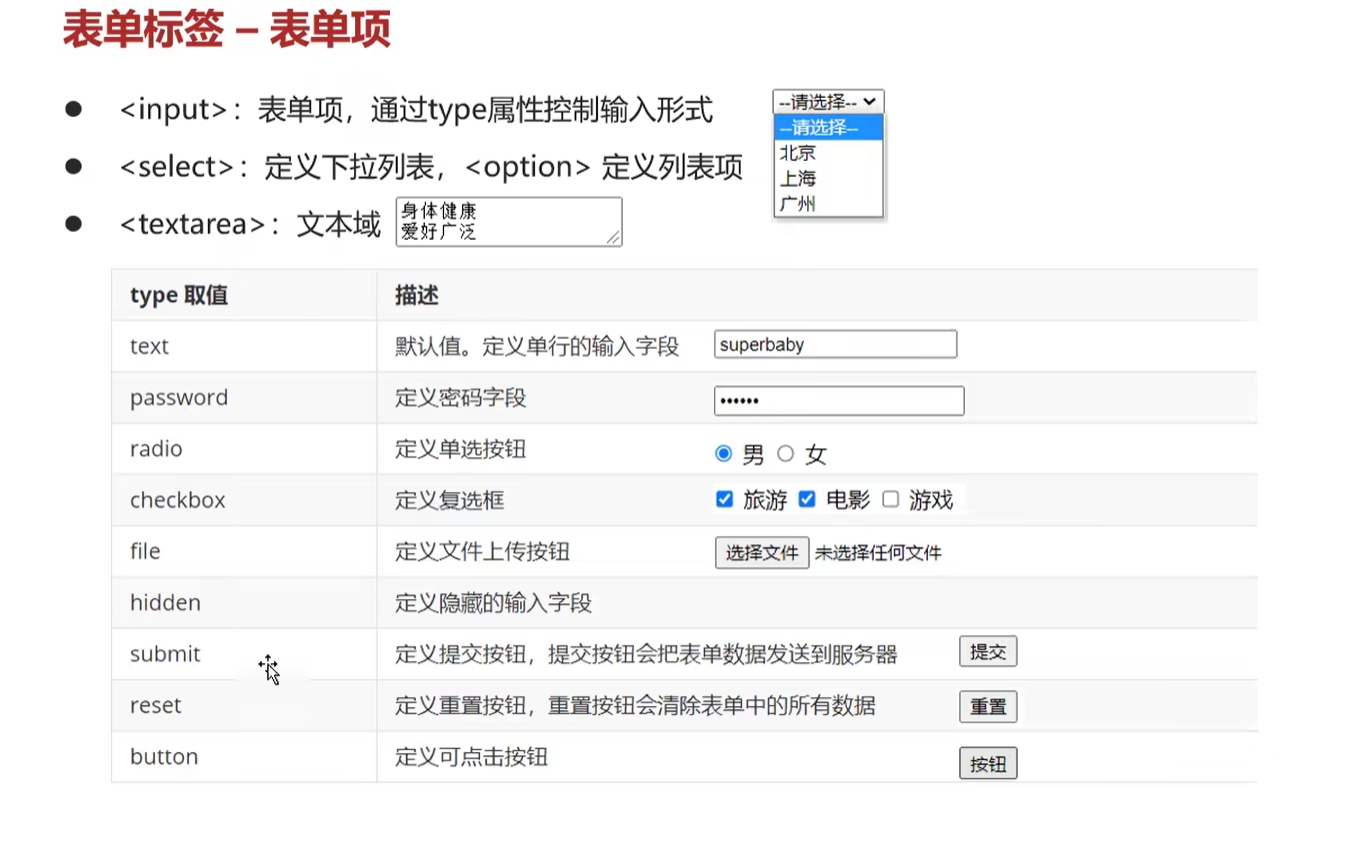 表单标签 – 表单项
● <input>：表单项，通过type属性控制输入形式
● <select>：定义下拉列表，<option> 定义列表项
● <textarea>：文本域
身体健康
爱好广泛
--请选择--
--请选择--
北京
上海
广州
type 取值 描述
text 默认值。定义单行的输入字段 superbaby
password 定义密码字段 ••••••
radio 定义单选按钮 男 女
checkbox 定义复选框 旅游 电影 游戏
file 定义文件上传按钮 选择文件 未选择任何文件
hidden 定义隐藏的输入字段
submit 定义提交按钮，提交按钮会把表单数据发送到服务器 提交
reset 定义重置按钮，重置按钮会清除表单中的所有数据 重置
button 定义可点击按钮 按钮